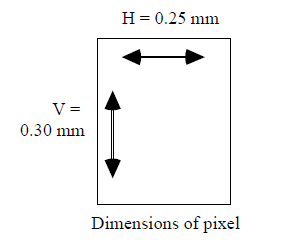 H = 0.25 mm
V =
0.30 mm
Dimensions of pixel